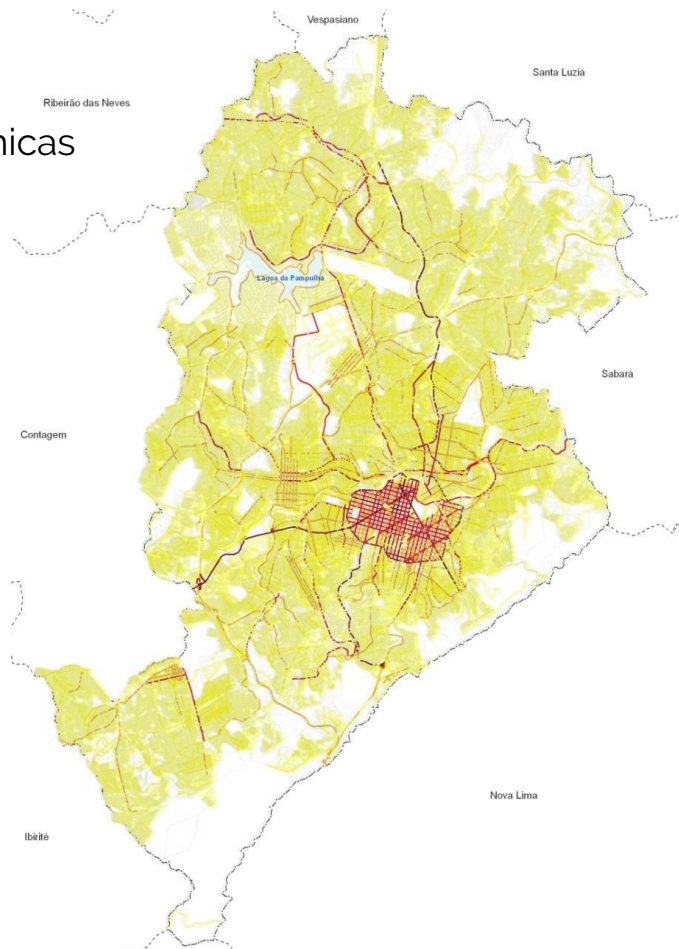 Vespasiano
Santa Luzia
Ribeirão das Neves
nicas
Lagoa da Pampulha
Sabará
Contagem
Nova Lima
Ibirité